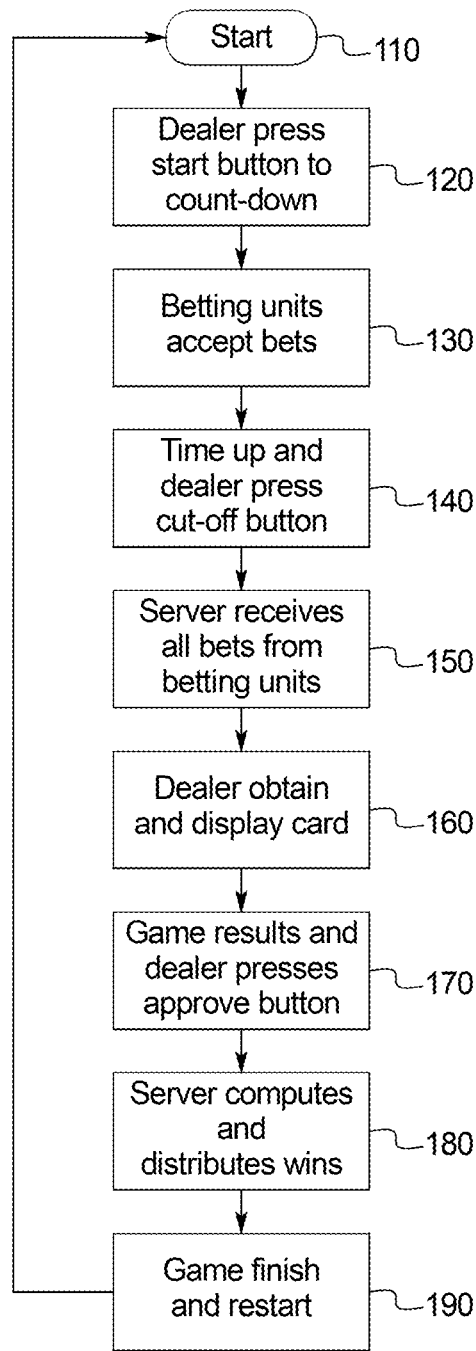 Start
110
Dealer press
start button to
count-down
120
Betting units
accept bets
130
Time up and
dealer press
cut-off button
140
Server receives
all bets from
betting units
150
Dealer obtain
and display card
160
Game results and
dealer presses
approve button
170
Server computes
and
distributes wins
180
Game finish
and restart
190